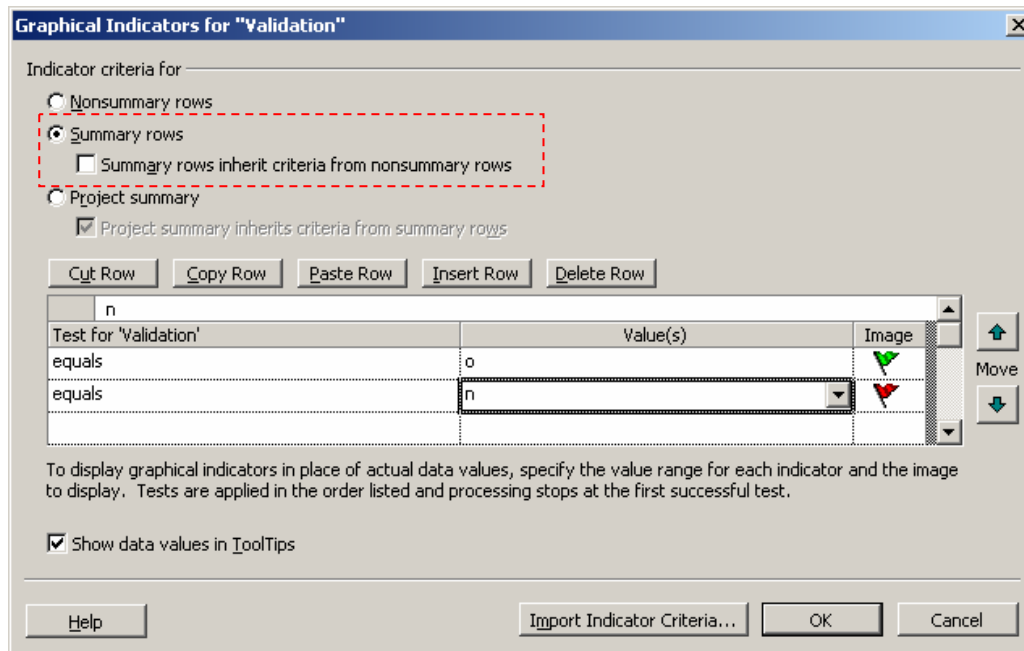 Graphical Indicators for "Validation"
Indicator criteria for
Nonsummary rows
Summary rows
Summary rows inherit criteria from nonsummary rows
Project summary
Project summary inherits criteria from summary rows
Cut Row Copy Row Paste Row Insert Row Delete Row
n
Test for 'Validation' Value(s) Image
equals o
Move
equals n
To display graphical indicators in place of actual data values, specify the value range for each indicator and the image
to display. Tests are applied in the order listed and processing stops at the first successful test.
Show data values in ToolTips
Help Import Indicator Criteria... OK Cancel